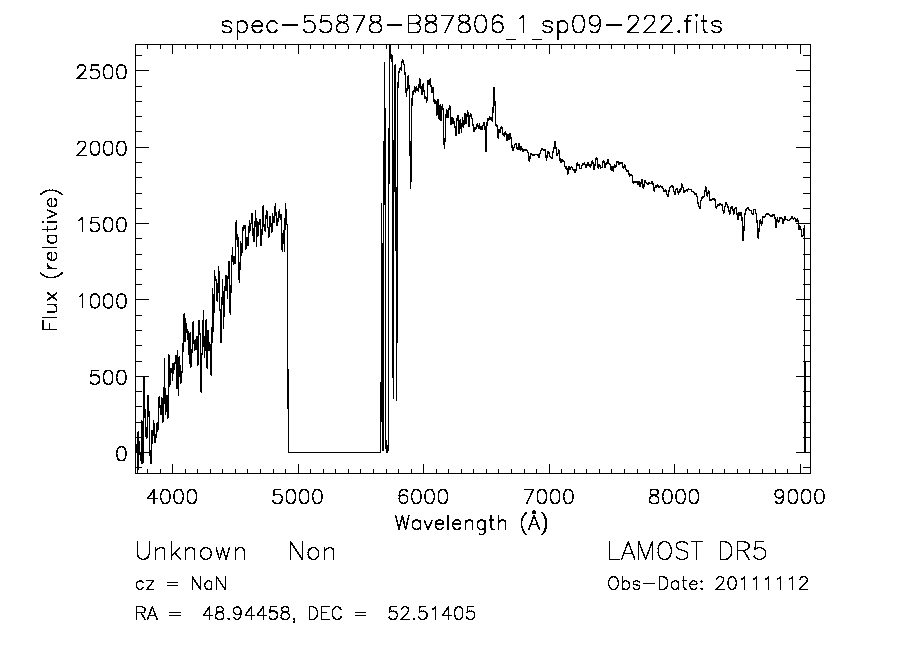 spec-55878-B87806_1_sp09-222.fits
2500
2000
1500
1000
500
0
Flux (relative)
4000 5000 6000 7000 8000 9000
Wavelength (Å)
Unknown Non LAMOST DR5
cz = NaN Obs-Date: 20111112
RA = 48.94458, DEC = 52.51405